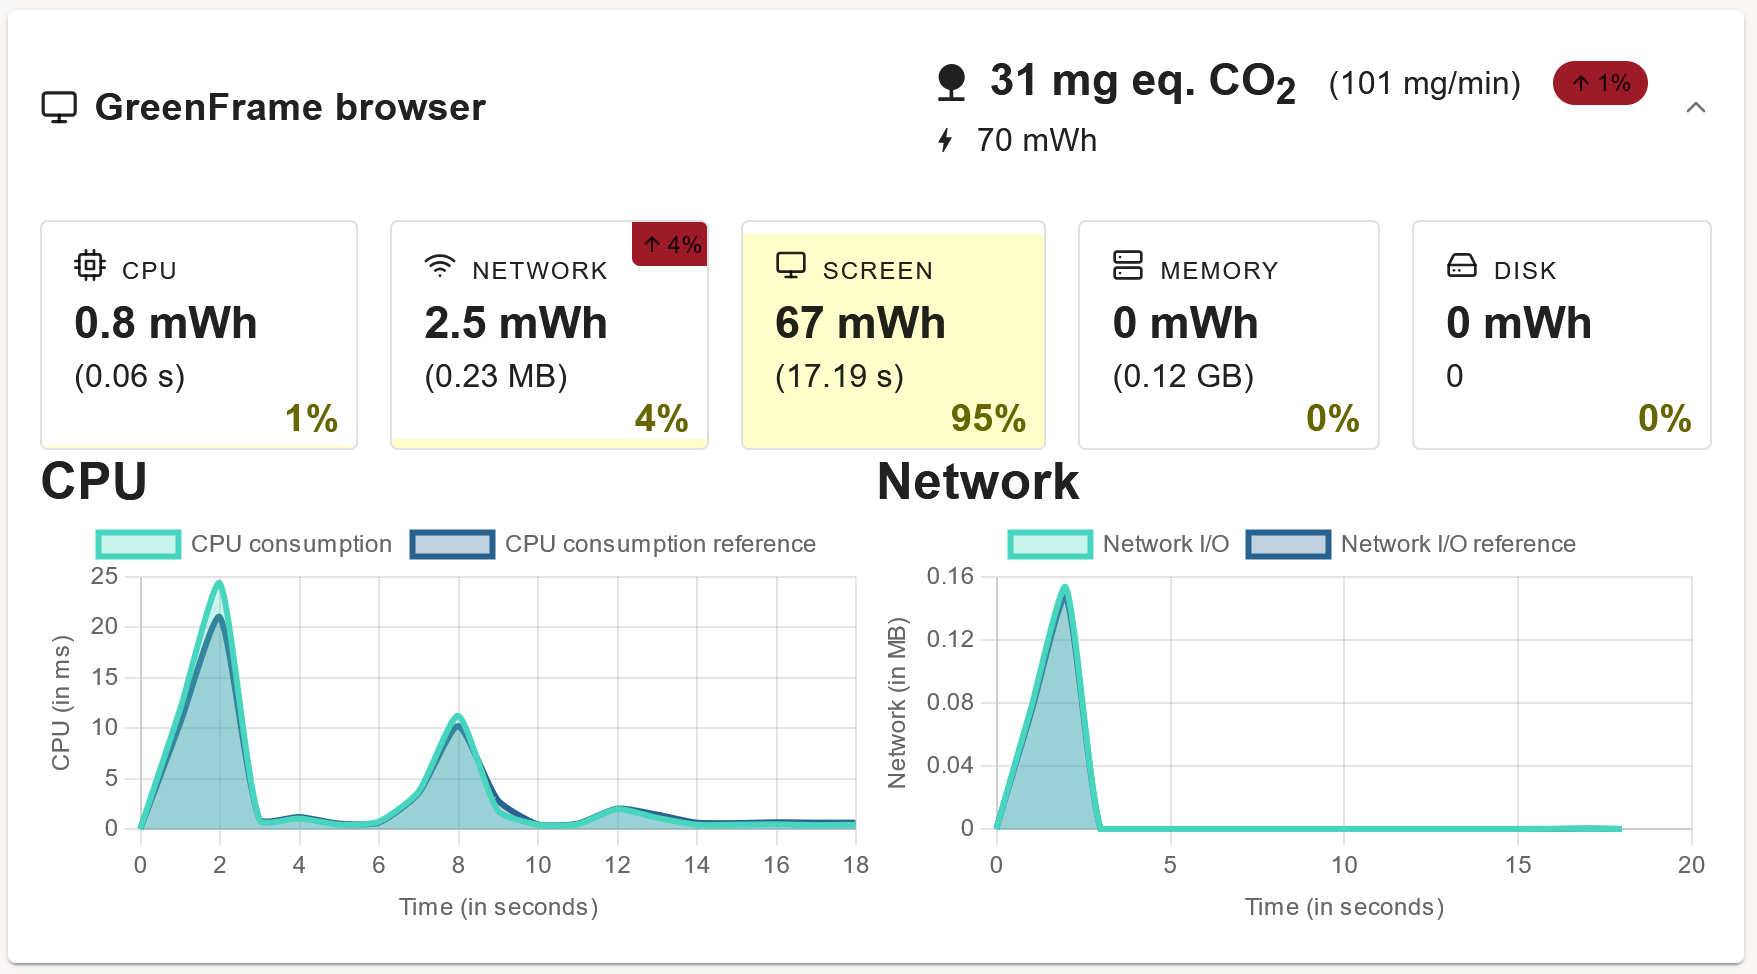 GreenFrame browser
31 mg eq. CO2 (101 mg/min) ↑ 1%
70 mWh
CPU
0.8 mWh
(0.06 s)
1%
NETWORK
↑ 4%
2.5 mWh
(0.23 MB)
4%
SCREEN
67 mWh
(17.19 s)
95%
MEMORY
0 mWh
(0.12 GB)
0%
DISK
0 mWh
0
0%
CPU
CPU consumption CPU consumption reference
25
20
15
10
5
0
CPU (in ms)
0 2 4 6 8 10 12 14 16 18
Time (in seconds)
Network
Network I/O Network I/O reference
0.16
0.12
0.08
0.04
0
Network (in MB)
0 5 10 15 20
Time (in seconds)